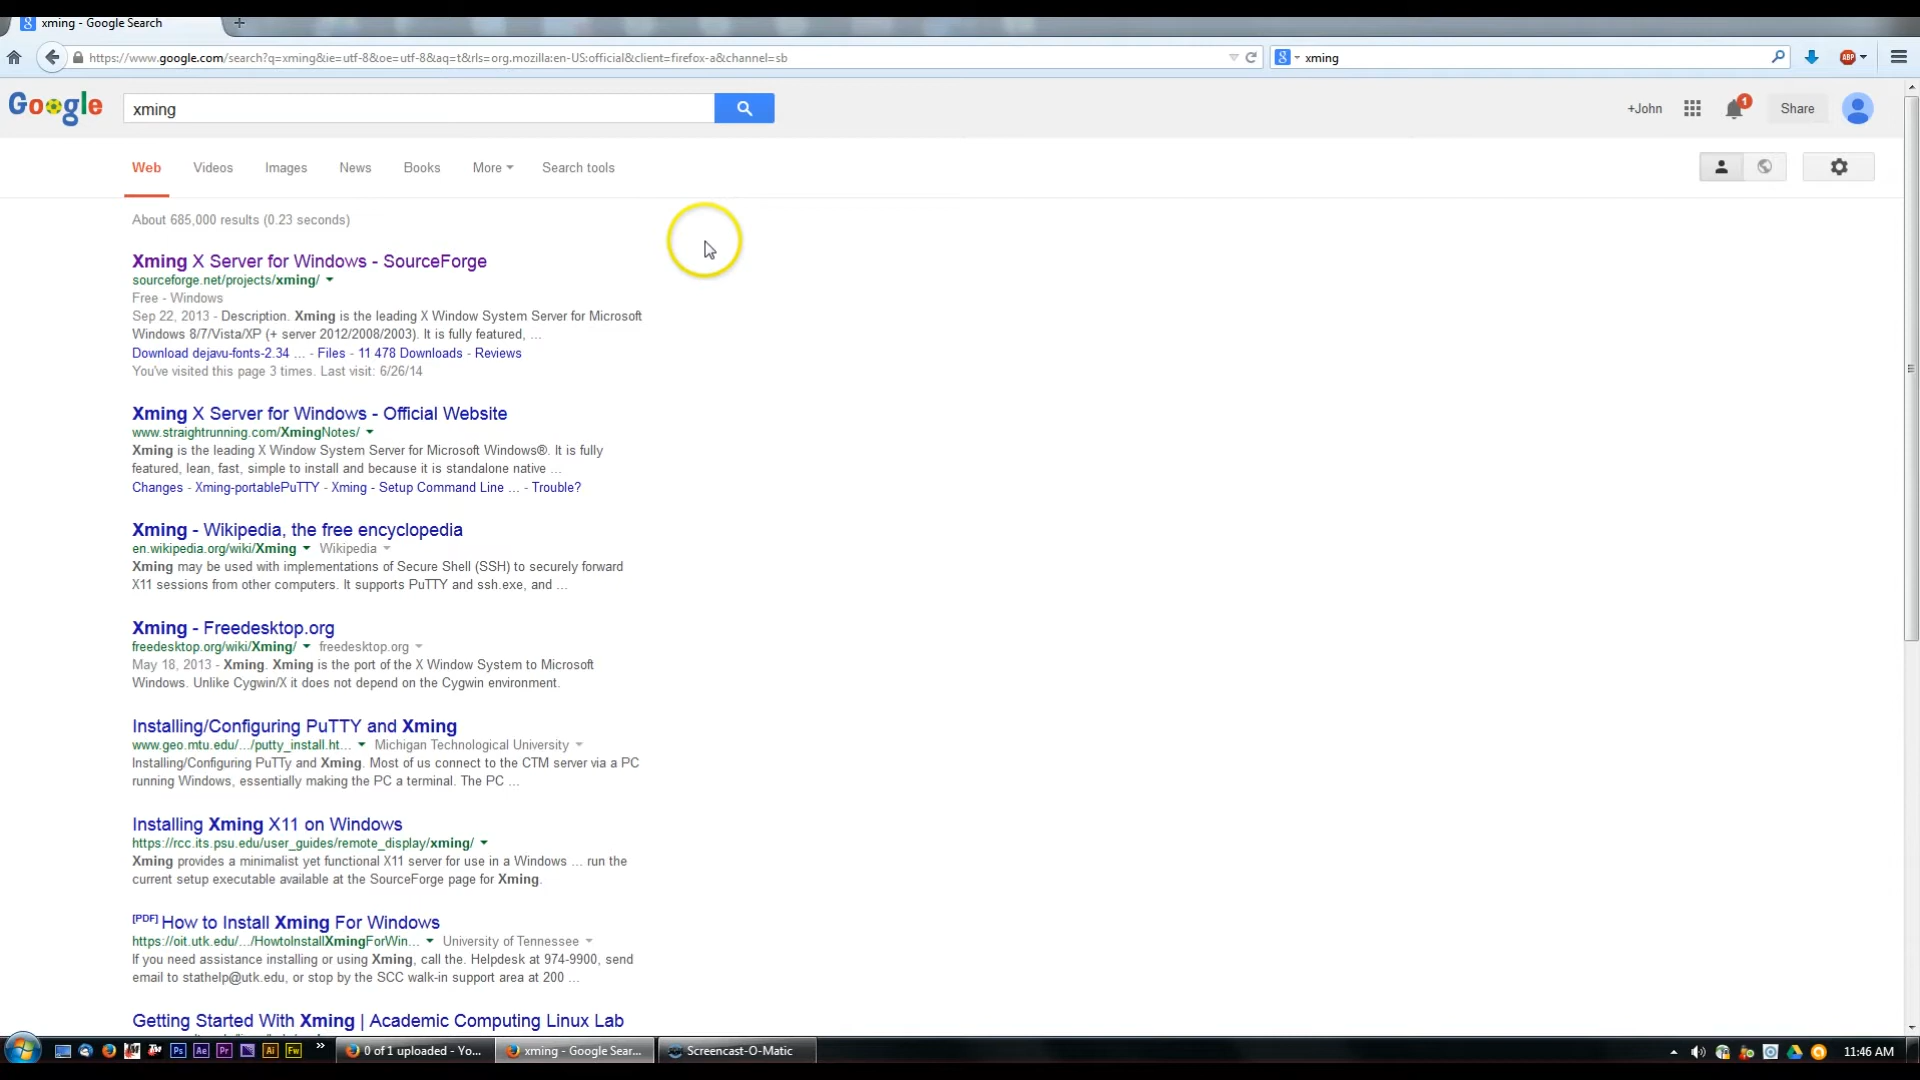 xming - Google Search
https://www.google.com/search?q=xming&ie=utf-8&oe=utf-8&aq=t&rls=org.mozilla:en-US:official&client=firefox-a&channel=sb
xming
ABP
Google
xming
+John
1
Share
Web
Videos
Images
News
Books
More
Search tools
About 685,000 results (0.23 seconds)
Xming X Server for Windows - SourceForge
sourceforge.net/projects/xming/
Free - Windows
Sep 22, 2013 - Description. Xming is the leading X Window System Server for Microsoft
Windows 8/7/Vista/XP (+ server 2012/2008/2003). It is fully featured, ...
Download dejavu-fonts-2.34 ... - Files - 11 478 Downloads - Reviews
You've visited this page 3 times. Last visit: 6/26/14
Xming X Server for Windows - Official Website
www.straightrunning.com/XmingNotes/
Xming is the leading X Window System Server for Microsoft Windows®. It is fully
featured, lean, fast, simple to install and because it is standalone native ...
Changes - Xming-portablePuTTY - Xming - Setup Command Line ... - Trouble?
Xming - Wikipedia, the free encyclopedia
en.wikipedia.org/wiki/Xming Wikipedia
Xming may be used with implementations of Secure Shell (SSH) to securely forward
X11 sessions from other computers. It supports PuTTY and ssh.exe, and ...
Xming - Freedesktop.org
freedesktop.org/wiki/Xming/ freedesktop.org
May 18, 2013 - Xming. Xming is the port of the X Window System to Microsoft
Windows. Unlike Cygwin/X it does not depend on the Cygwin environment.
Installing/Configuring PuTTY and Xming
www.geo.mtu.edu/.../putty_install.ht... Michigan Technological University
Installing/Configuring PuTTy and Xming. Most of us connect to the CTM server via a PC
running Windows, essentially making the PC a terminal. The PC ...
Installing Xming X11 on Windows
https://rcc.its.psu.edu/user_guides/remote_display/xming/
Xming provides a minimalist yet functional X11 server for use in a Windows ... run the
current setup executable available at the SourceForge page for Xming.
[PDF] How to Install Xming For Windows
https://oit.utk.edu/.../HowtoInstallXmingForWin... University of Tennessee
If you need assistance installing or using Xming, call the. Helpdesk at 974-9900, send
email to stathelp@utk.edu, or stop by the SCC walk-in support area at 200 ...
Getting Started With Xming | Academic Computing Linux Lab
Ps
Ae
Pr
Ai
Fw
0 of 1 uploaded - Yo...
xming - Google Sear...
Screencast-O-Matic
11:46 AM